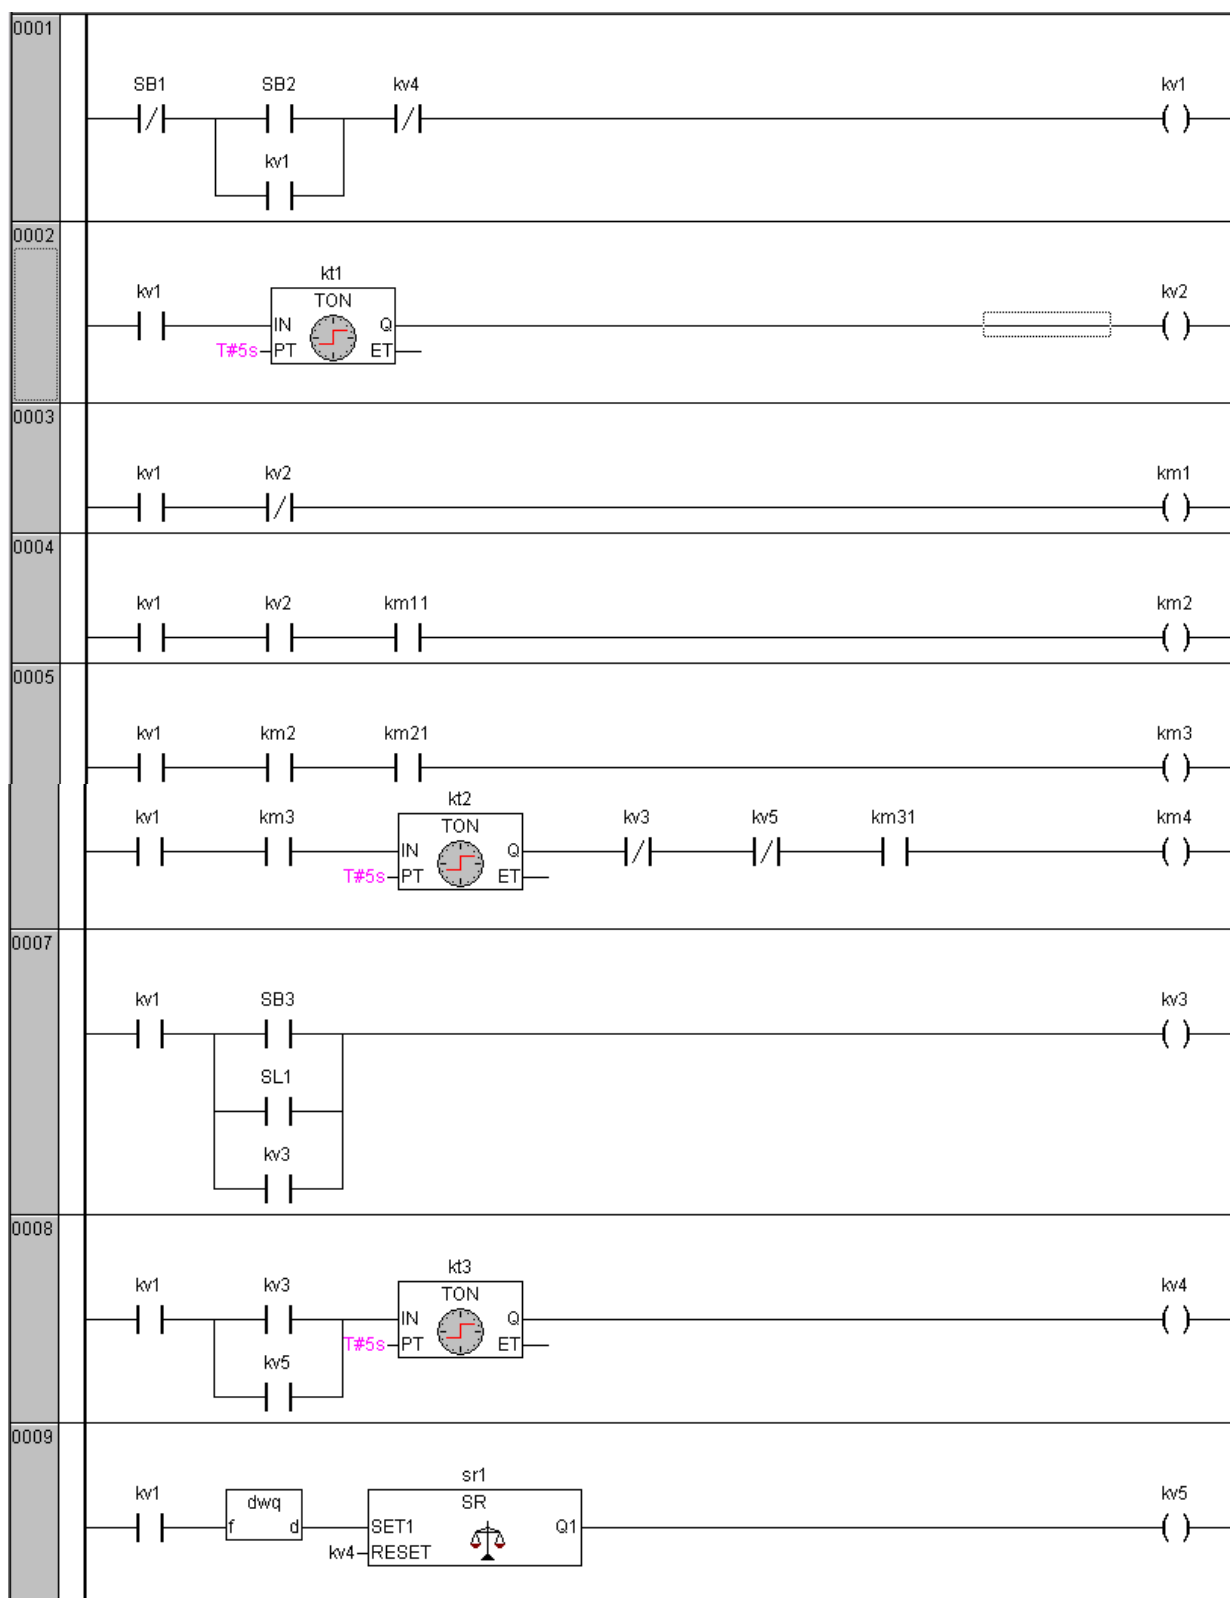 0001
SB1 SB2 kv4 kv1
kv1
0002
kt1
kv1 TON kv2
IN Q
T#5s PT ET
0003
kv1 kv2 km1
0004
kv1 kv2 km11 km2
0005
kv1 km2 km21 km3
kt2
kv1 km3 TON kv3 kv5 km31 km4
IN Q
T#5s PT ET
0007
kv1 SB3 kv3
SL1
kv3
0008
kt3
kv1 kv3 TON kv4
IN Q
T#5s PT ET
kv5
0009
sr1
kv1 dwq SR kv5
f d SET1 Q1
kv4 RESET